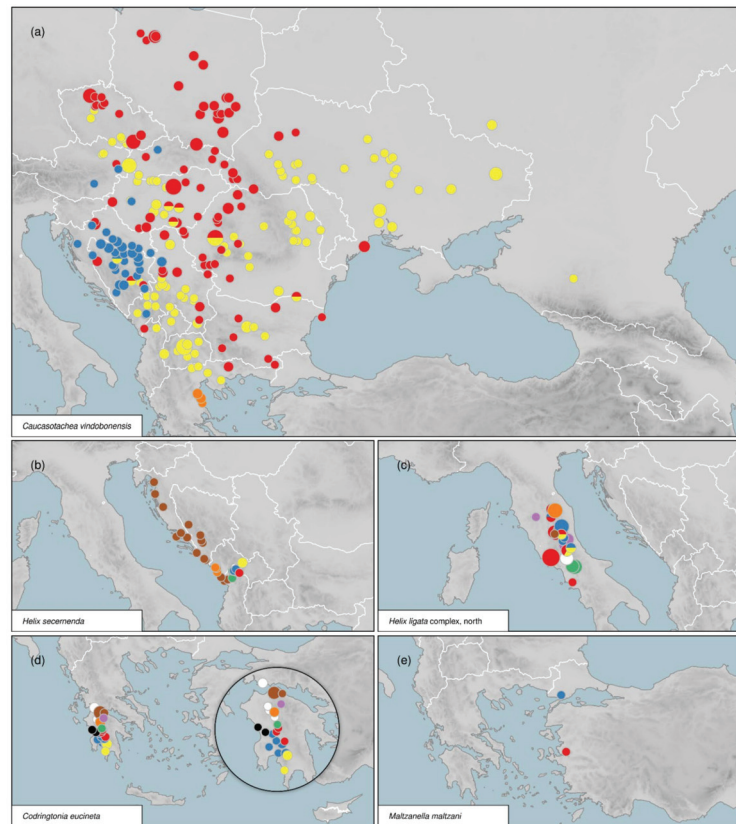 (a)
Caucasotachea vindobonensis
(b)
Helix secernenda
(c)
Helix ligata complex, north
(d)
Codringtonia eucineta
(e)
Maltzanella maltzani